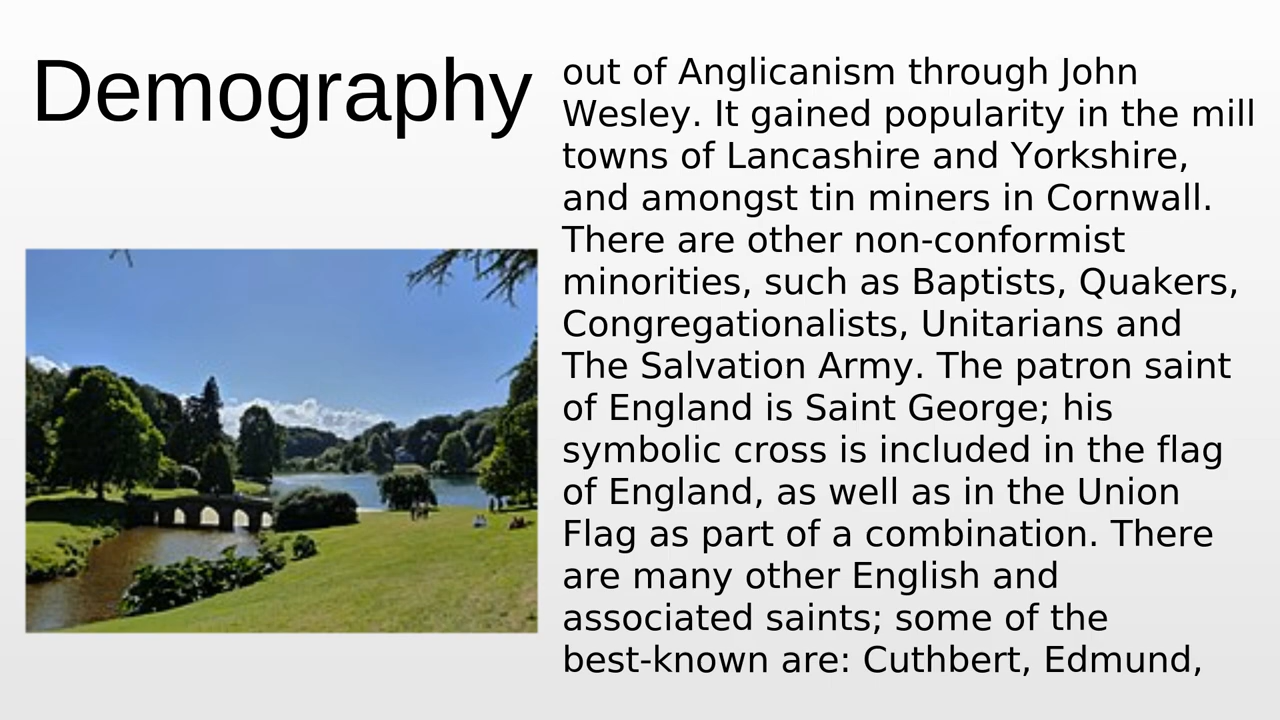 Demography
out of Anglicanism through John
Wesley. It gained popularity in the mill
towns of Lancashire and Yorkshire,
and amongst tin miners in Cornwall.
There are other non-conformist
minorities, such as Baptists, Quakers,
Congregationalists, Unitarians and
The Salvation Army. The patron saint
of England is Saint George; his
symbolic cross is included in the flag
of England, as well as in the Union
Flag as part of a combination. There
are many other English and
associated saints; some of the
best-known are: Cuthbert, Edmund,